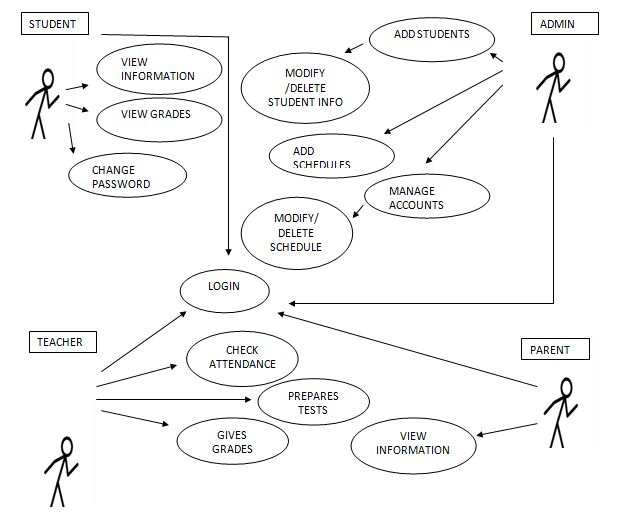 STUDENT
ADMIN
ADD STUDENTS
VIEW
INFORMATION
MODIFY
/DELETE
STUDENT INFO
VIEW GRADES
ADD
SCHEDULES
CHANGE
PASSWORD
MANAGE
ACCOUNTS
MODIFY/
DELETE
SCHEDULE
LOGIN
TEACHER
PARENT
CHECK
ATTENDANCE
PREPARES
TESTS
GIVES
GRADES
VIEW
INFORMATION